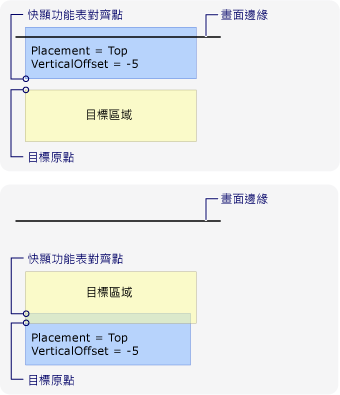 快顯功能表對齊點
畫面邊緣
Placement = Top
VerticalOffset = -5
目標區域
目標原點
畫面邊緣
快顯功能表對齊點
目標區域
Placement = Top
VerticalOffset = -5
目標原點